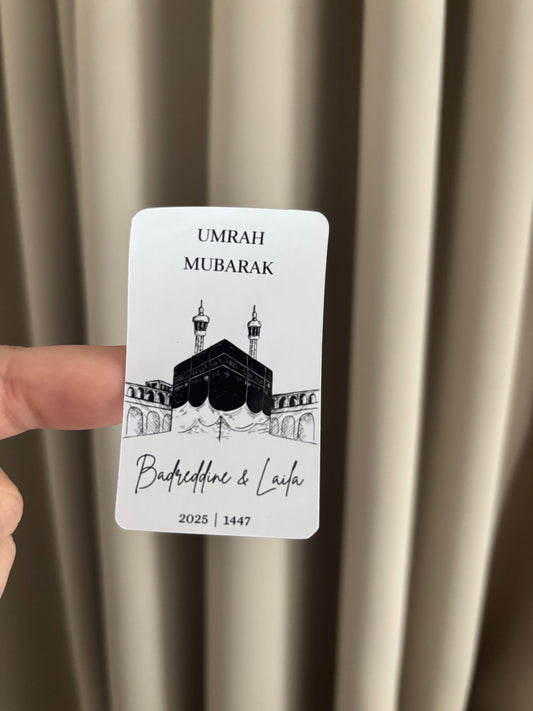 UMRAH
MUBARAK
Badreddine & Laila
2025 | 1447